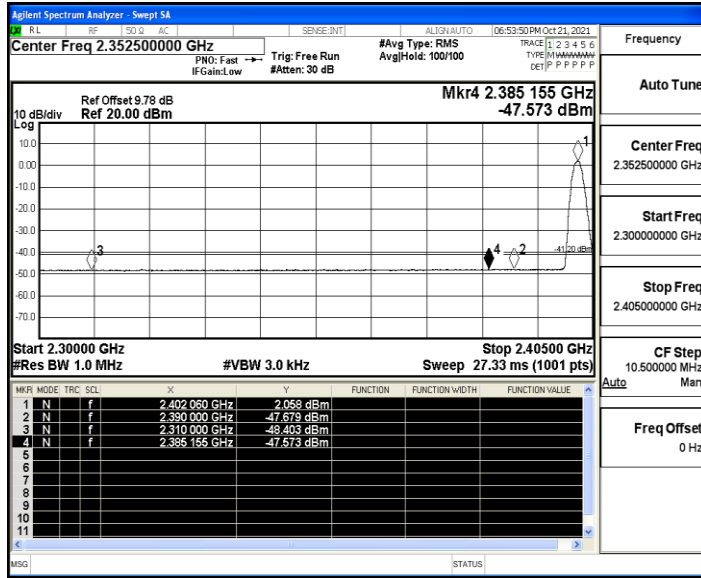 Agilent Spectrum Analyzer - Swept SA
RL RF 50 Ω AC SENSE:INT ALIGNAUTO 06:53:50 PM Oct 21, 2021
Center Freq 2.352500000 GHz #Avg Type: RMS TRACE 1 2 3 4 5 6
PNO: Fast Trig: Free Run Avg|Hold: 100/100 TYPE M
IFGain:Low #Atten: 30 dB DET P P P P P P
Ref Offset 9.78 dB Mkr4 2.385 155 GHz
10 dB/div Ref 20.00 dBm -47.573 dBm
Log
10.0
0.00
-10.0
-20.0
-30.0
-40.0
-50.0
-60.0
-70.0
1
3
4
2
-41.20 dBm
Start 2.30000 GHz Stop 2.40500 GHz
#Res BW 1.0 MHz #VBW 3.0 kHz Sweep 27.33 ms (1001 pts)
MKR MODE TRC SCL X Y FUNCTION FUNCTION WIDTH FUNCTION VALUE
1 N f 2.402 060 GHz 2.058 dBm
2 N f 2.390 000 GHz -47.679 dBm
3 N f 2.310 000 GHz -48.403 dBm
4 N f 2.385 155 GHz -47.573 dBm
5
6
7
8
9
10
11
MSG STATUS
Frequency
Auto Tune
Center Freq
2.352500000 GHz
Start Freq
2.300000000 GHz
Stop Freq
2.405000000 GHz
CF Step
10.500000 MHz
Auto Man
Freq Offset
0 Hz